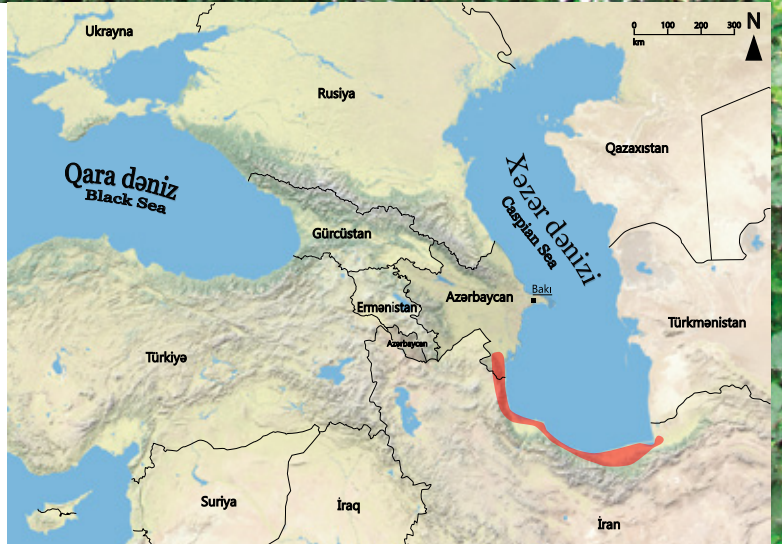 Ukrayna
N
0 100 200 300
km
Rusiya
Qazaxıstan
Qara dəniz
Black Sea
Xəzər dənizi
Caspian Sea
Gürcüstan
Azərbaycan
Bakı
Ermənistan
Azərbaycan
Türkmənistan
Türkiyə
Suriya
İraq
İran